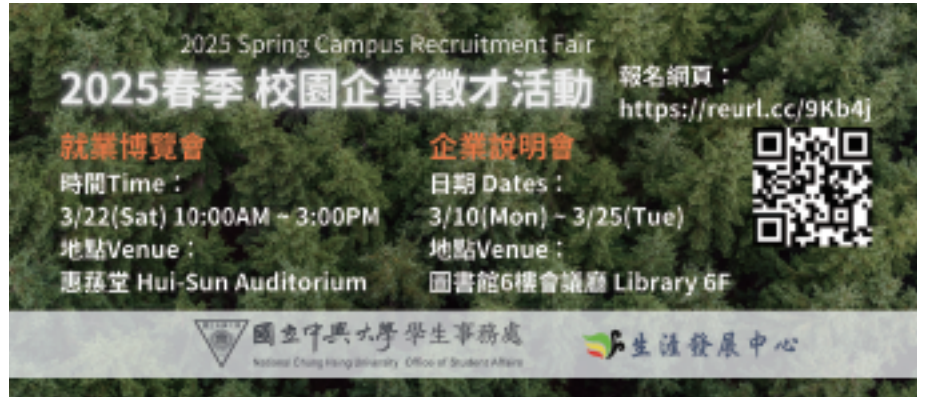 2025 Spring Campus Recruitment Fair
2025春季 校園企業徵才活動
報名網頁：
https://reurl.cc/9Kb4j
就業博覽會
時間Time：
3/22(Sat) 10:00AM ~ 3:00PM
地點Venue：
惠蓀堂 Hui-Sun Auditorium
企業說明會
日期 Dates：
3/10(Mon) ~ 3/25(Tue)
地點Venue：
圖書館6樓會議廳 Library 6F
國立中興大學 學生事務處
National Chung Hsing University Office of Student Affairs
生涯發展中心